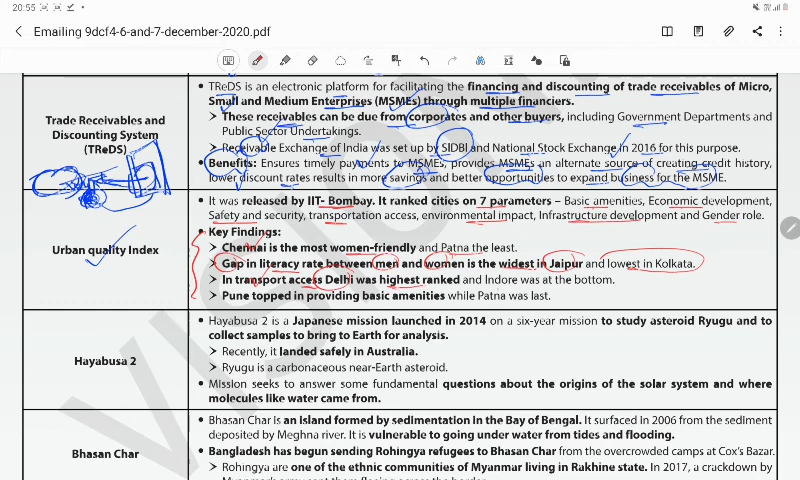 20:55
Emailing 9dcf4-6-and-7-december-2020.pdf
Trade Receivables and
Discounting System
(TReDS)
• TReDS is an electronic platform for facilitating the financing and discounting of trade receivables of Micro,
Small and Medium Enterprises (MSMEs) through multiple financiers.
➤ These receivables can be due from corporates and other buyers, including Government Departments and
Public Sector Undertakings.
➤ Receivable Exchange of India was set up by SIDBI and National Stock Exchange in 2016 for this purpose.
• Benefits: Ensures timely payments to MSMEs, provides MSMEs an alternate source of creating credit history,
lower discount rates results in more savings and better opportunities to expand business for the MSME.
Urban quality Index
• It was released by IIT- Bombay. It ranked cities on 7 parameters – Basic amenities, Economic development,
Safety and security, transportation access, environmental impact, Infrastructure development and Gender role.
• Key Findings:
➤ Chennai is the most women-friendly and Patna the least.
➤ Gap in literacy rate between men and women is the widest in Jaipur and lowest in Kolkata.
➤ In transport access Delhi was highest ranked and Indore was at the bottom.
➤ Pune topped in providing basic amenities while Patna was last.
Hayabusa 2
• Hayabusa 2 is a Japanese mission launched in 2014 on a six-year mission to study asteroid Ryugu and to
collect samples to bring to Earth for analysis.
➤ Recently, it landed safely in Australia.
➤ Ryugu is a carbonaceous near-Earth asteroid.
• Mission seeks to answer some fundamental questions about the origins of the solar system and where
molecules like water came from.
Bhasan Char
• Bhasan Char is an island formed by sedimentation in the Bay of Bengal. It surfaced in 2006 from the sediment
deposited by Meghna river. It is vulnerable to going under water from tides and flooding.
• Bangladesh has begun sending Rohingya refugees to Bhasan Char from the overcrowded camps at Cox's Bazar.
➤ Rohingya are one of the ethnic communities of Myanmar living in Rakhine state. In 2017, a crackdown by
Myanmar's army sent them fleeing across the border.